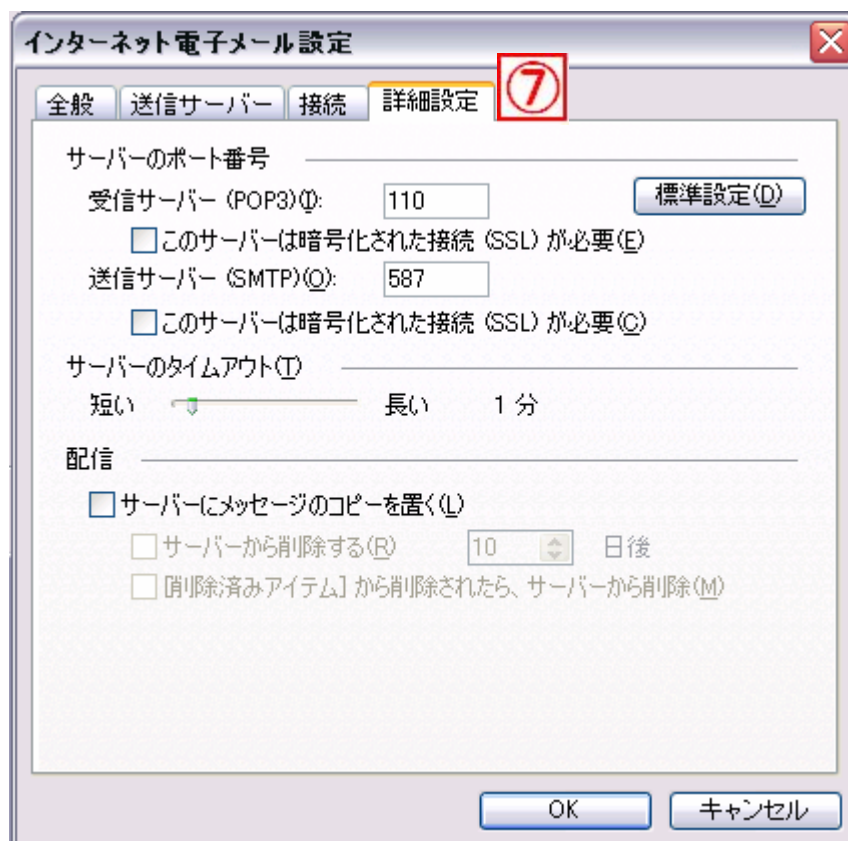 インターネット電子メール設定
全般 送信サーバー 接続 詳細設定 ⑦
サーバーのポート番号
受信サーバー (POP3)(I): 110 標準設定(D)
このサーバーは暗号化された接続 (SSL) が必要(E)
送信サーバー (SMTP)(O): 587
このサーバーは暗号化された接続 (SSL) が必要(C)
サーバーのタイムアウト(T)
短い 長い 1 分
配信
サーバーにメッセージのコピーを置く(L)
サーバーから削除する(R) 10 日後
[削除済みアイテム] から削除されたら、サーバーから削除(M)
OK キャンセル